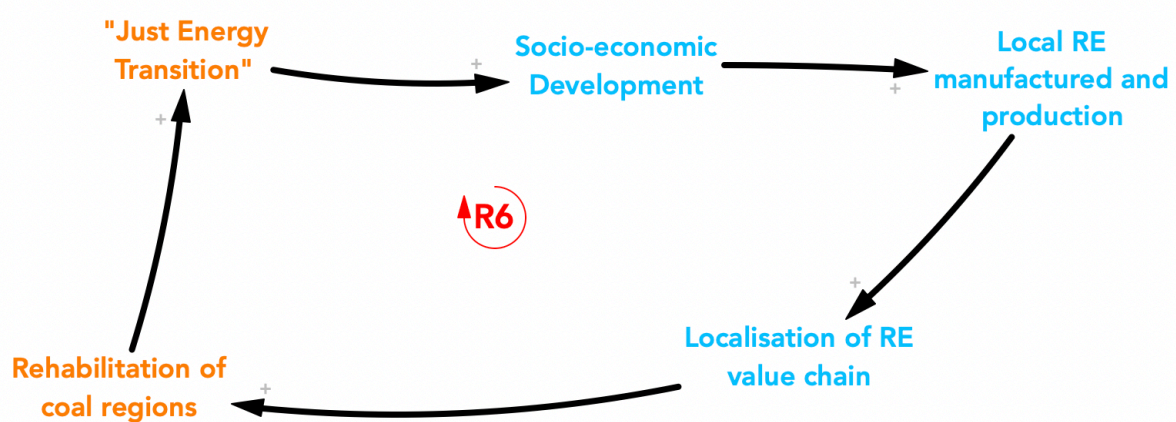 "Just Energy
Transition"
+
Socio-economic
Development
+
Local RE
manufactured and
production
+
R6
+
Localisation of RE
value chain
+
Rehabilitation of
coal regions